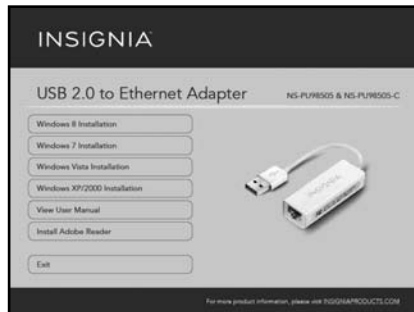 INSIGNIA
USB 2.0 to Ethernet Adapter NS-PU98505 & NS-PU98505-C
Windows 8 Installation
Windows 7 Installation
Windows Vista Installation
Windows XP/2000 Installation
View User Manual
Install Adobe Reader
Exit
For more product information, please visit INSIGNIAPRODUCTS.COM